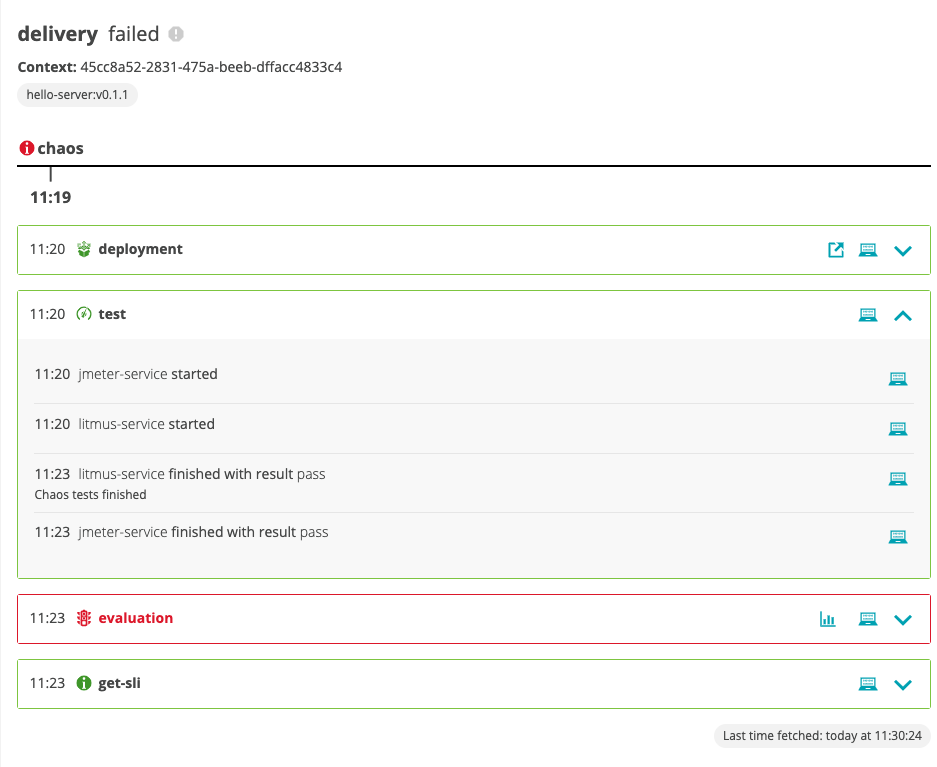 delivery failed
Context: 45cc8a52-2831-475a-beeb-dffacc4833c4
hello-server:v0.1.1
chaos
11:19
11:20 deployment
11:20 test
11:20 jmeter-service started
11:20 litmus-service started
11:23 litmus-service finished with result pass
Chaos tests finished
11:23 jmeter-service finished with result pass
11:23 evaluation
11:23 get-sli
Last time fetched: today at 11:30:24